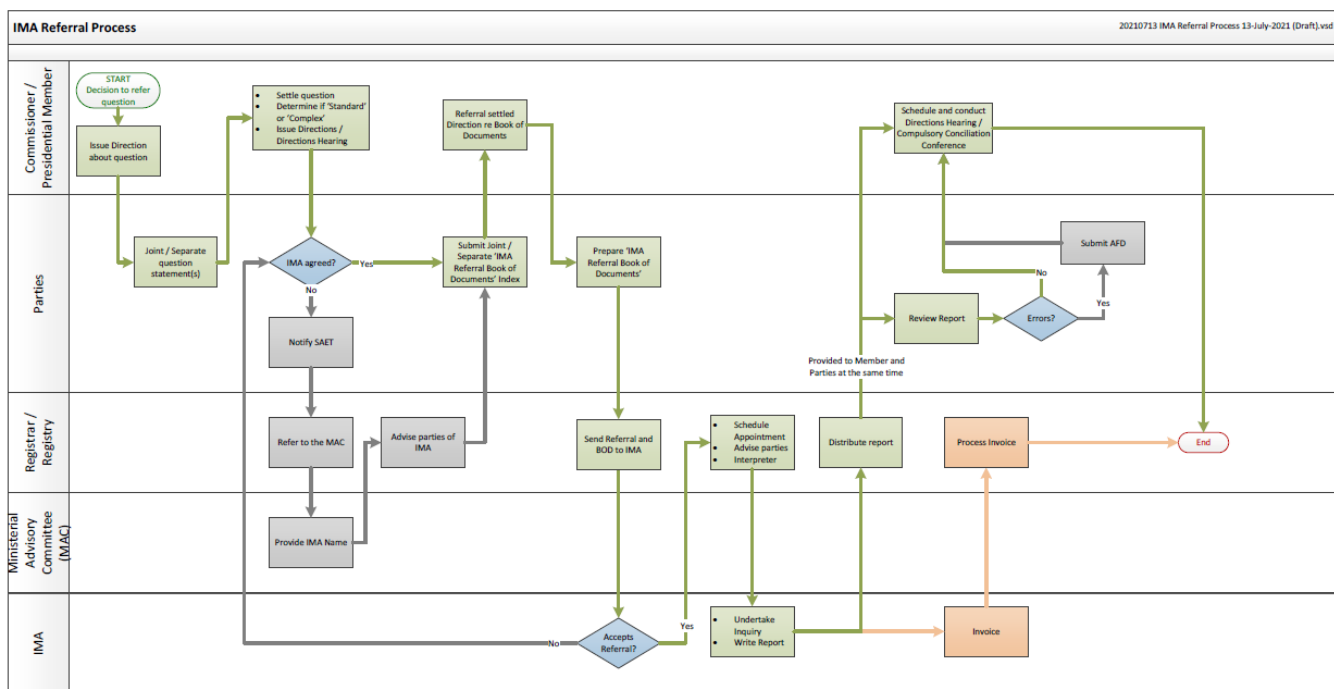 IMA Referral Process
20210713 IMA Referral Process 13-July-2021 (Draft).vsd
Commissioner /
Presidential Member
START
Decision to refer
question
Issue Direction
about question
• Settle question
• Determine if 'Standard'
or 'Complex'
• Issue Directions /
Directions Hearing
Referral settled
Direction re Book of
Documents
Schedule and conduct
Directions Hearing /
Compulsory Conciliation
Conference
Parties
Joint / Separate
question
statement(s)
IMA agreed?
Yes
No
Notify SAET
Submit Joint /
Separate 'IMA
Referral Book of
Documents' Index
Prepare 'IMA
Referral Book of
Documents'
Review Report
Errors?
No
Yes
Submit AFD
Provided to Member and
Parties at the same time
Registrar /
Registry
Refer to the MAC
Advise parties of
IMA
Send Referral and
BOD to IMA
• Schedule
Appointment
• Advise parties
• Interpreter
Distribute report
Process Invoice
End
Ministerial
Advisory
Committee
(MAC)
Provide IMA Name
IMA
No
Accepts
Referral?
Yes
• Undertake
Inquiry
• Write Report
Invoice